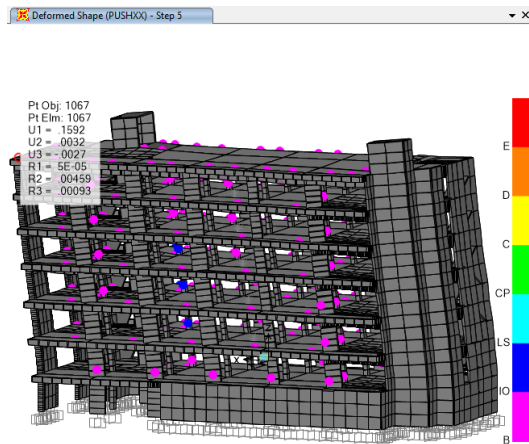 Deformed Shape (PUSHXX) - Step 5
Pt Obj: 1067
Pt Elm: 1067
U1 = .1592
U2 = .0032
U3 = -.0027
R1 = 5E-05
R2 = .00459
R3 = .00093
E
D
C
CP
LS
IO
B